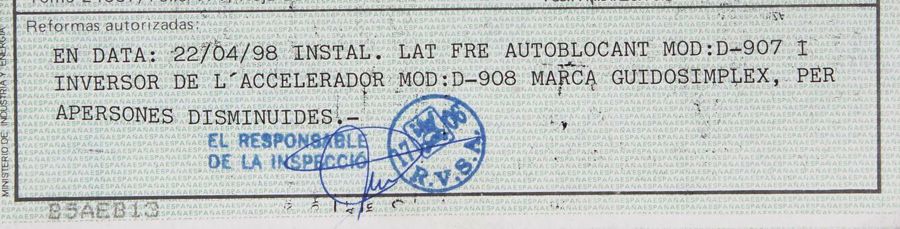 Reformas autorizadas:
EN DATA: 22/04/98 INSTAL. LAT FRE AUTOBLOCANT MOD:D-907 I
INVERSOR DE L´ACCELERADOR MOD:D-908 MARCA GUIDOSIMPLEX, PER
APERSONES DISMINUIDES.-
EL RESPONSABLE
DE LA INSPECCIÓ
R.V.S.A.
MINISTERIO DE INDUSTRIA Y ENERGIA